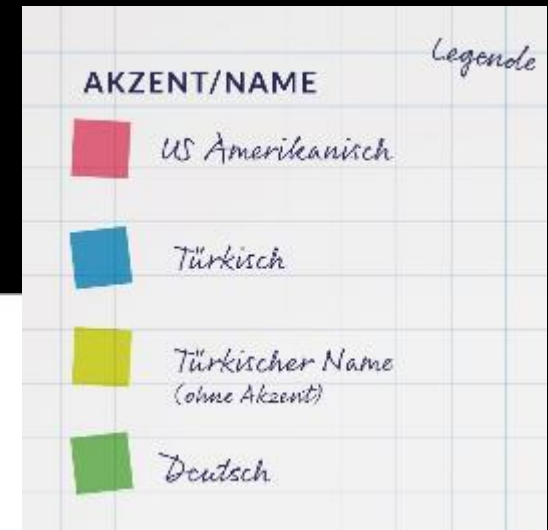 Legende
AKZENT/NAME
US Amerikanisch
Türkisch
Türkischer Name
(ohne Akzent)
Deutsch